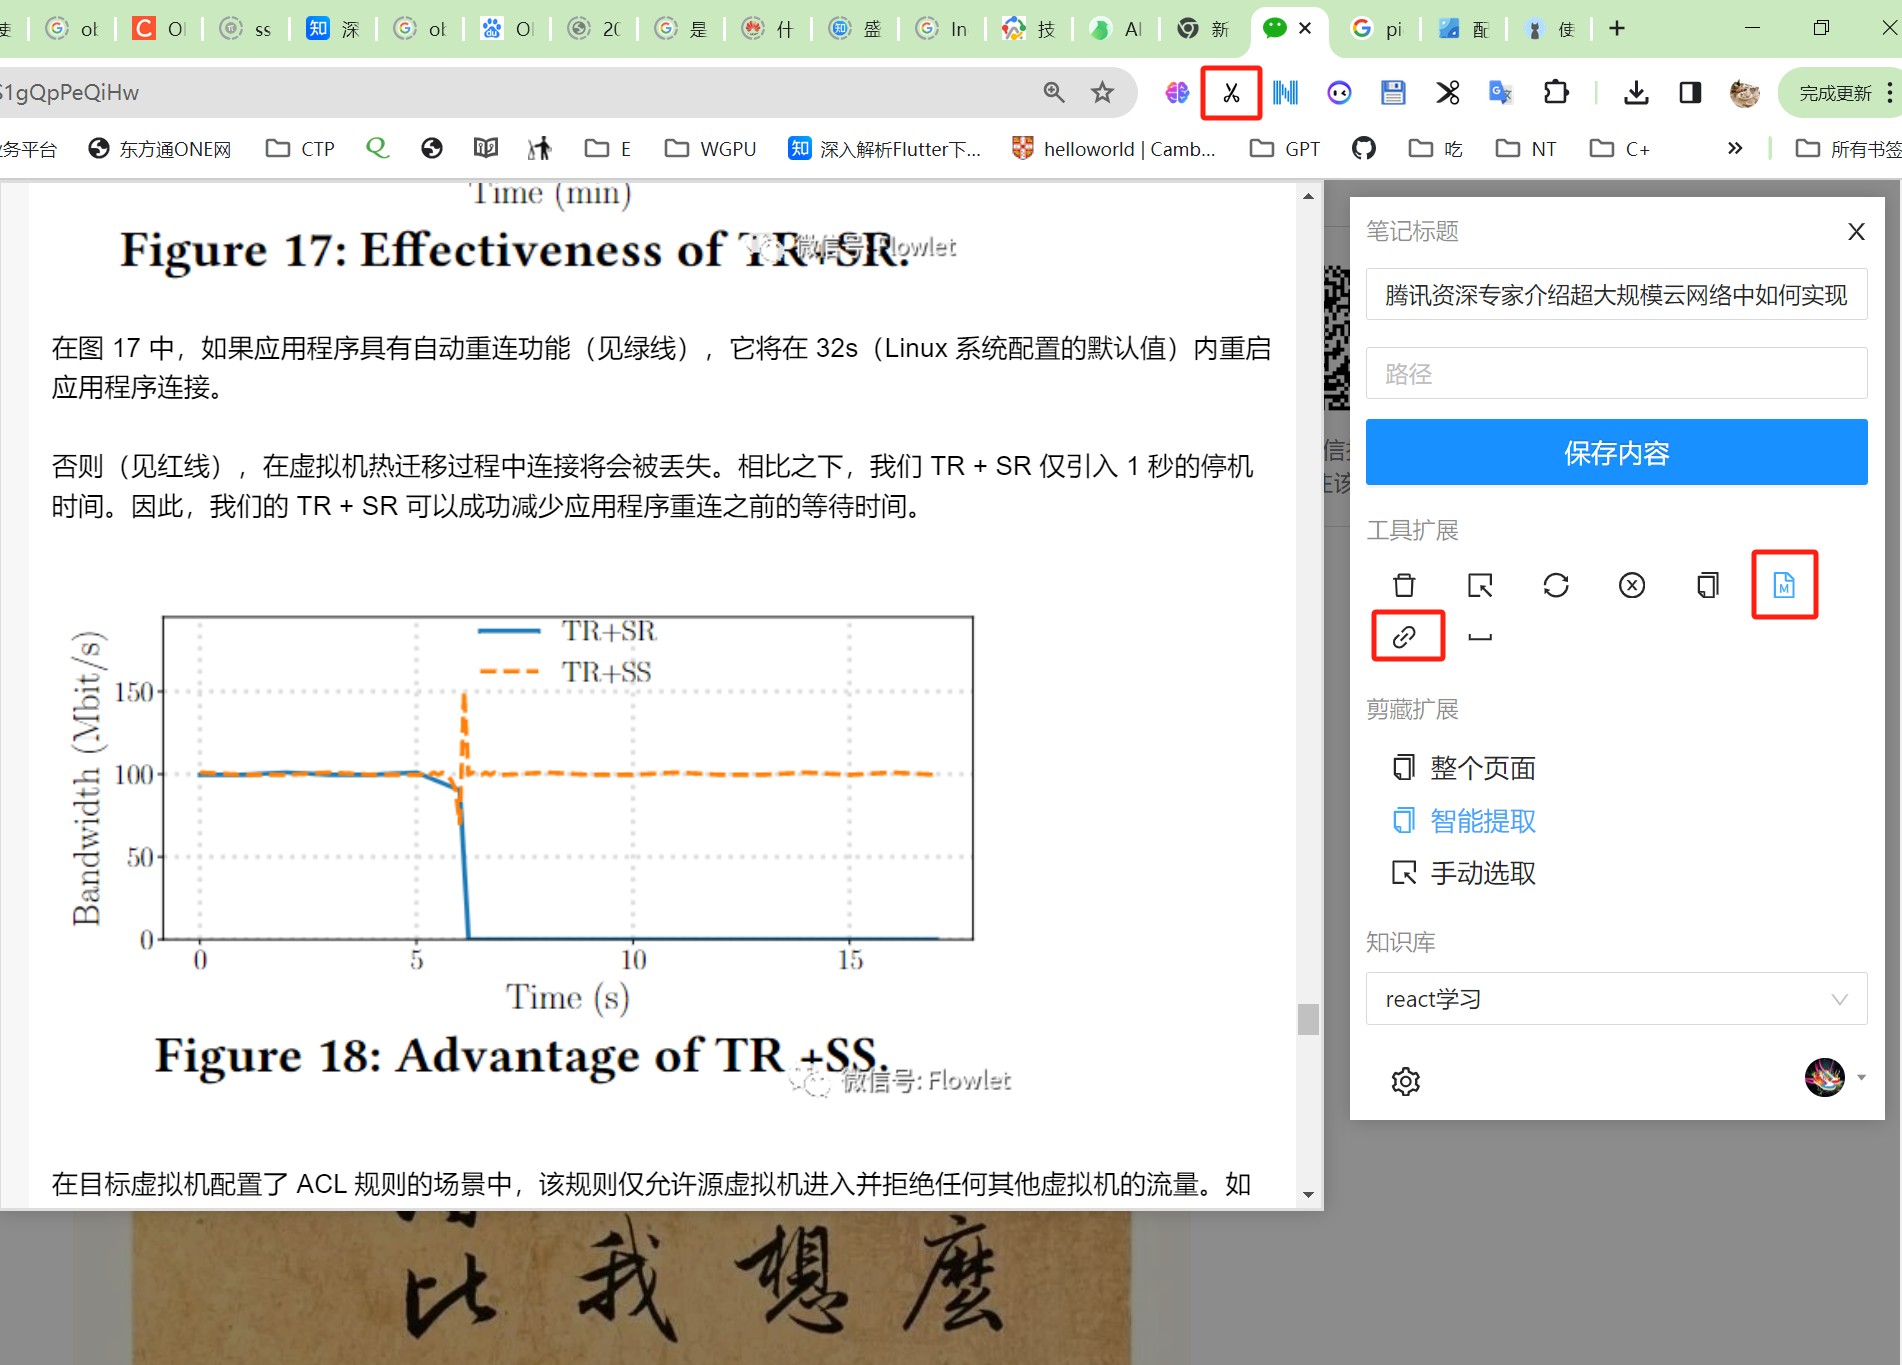 ol
Ol
ss
深
ol
Ol
20
是
什
盛
In
技
Al
新
pi
配
使
S1gQpPeQiHw
完成更新
业务平台
东方通ONE网
CTP
E
WGPU
深入解析Flutter下...
helloworld | Camb...
GPT
吃
NT
C+
所有书签
Time (min)
Figure 17: Effectiveness of TR+SR.
微信号: Flowlet
在图 17 中，如果应用程序具有自动重连功能（见绿线），它将在 32s（Linux 系统配置的默认值）内重启
应用程序连接。
否则（见红线），在虚拟机热迁移过程中连接将会被丢失。相比之下，我们 TR + SR 仅引入 1 秒的停机
时间。因此，我们的 TR + SR 可以成功减少应用程序重连之前的等待时间。
TR+SR
TR+SS
Bandwidth (Mbit/s)
150
100
50
0
0 5 10 15
Time (s)
Figure 18: Advantage of TR +SS.
微信号: Flowlet
在目标虚拟机配置了 ACL 规则的场景中，该规则仅允许源虚拟机进入并拒绝任何其他虚拟机的流量。如
比我想麼
笔记标题
腾讯资深专家介绍超大规模云网络中如何实现
路径
保存内容
工具扩展
M
剪藏扩展
整个页面
智能提取
手动选取
知识库
react学习